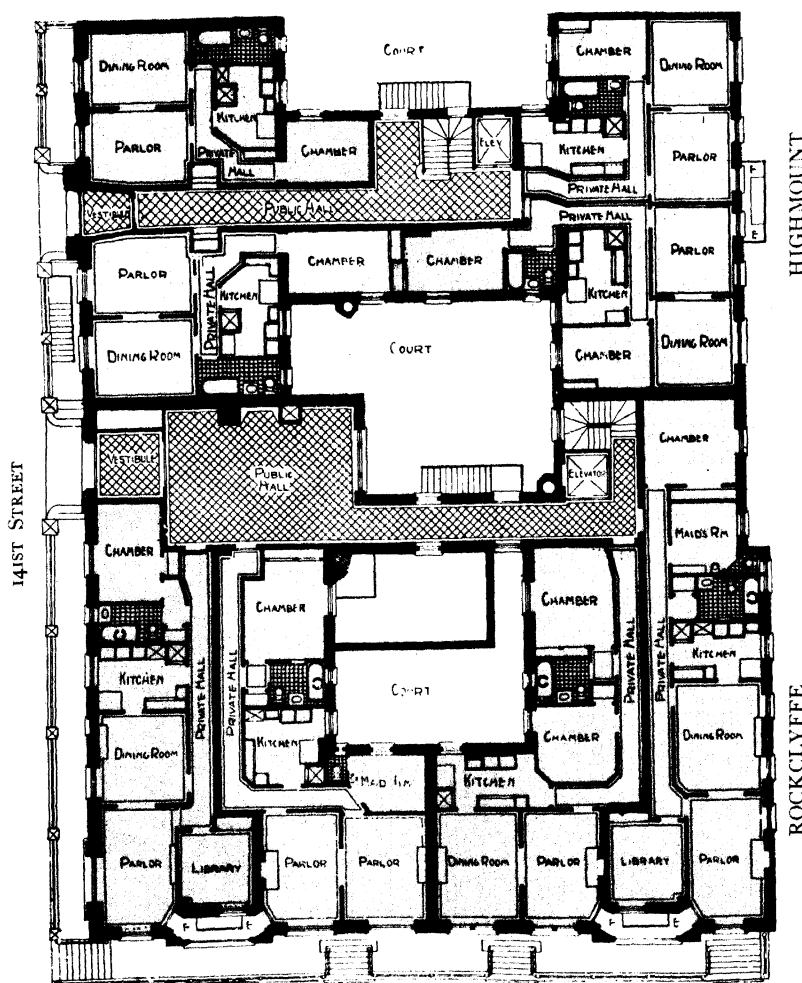 COURT
DINING ROOM
KITCHEN
PARLOR
PRIVATE HALL
CHAMBER
ELEV
CHAMBER
DINING ROOM
KITCHEN
PARLOR
PRIVATE HALL
VESTIBULE
PUBLIC HALL
PRIVATE HALL
PARLOR
CHAMBER
CHAMBER
PARLOR
PRIVATE HALL
KITCHEN
KITCHEN
DINING ROOM
COURT
CHAMBER
DINING ROOM
F
E
HIGHMOUNT
141ST STREET
VESTIBULE
PUBLIC
HALL
ELEVATOR
CHAMBER
MAID'S RM
CHAMBER
CHAMBER
CHAMBER
PRIVATE HALL
PRIVATE HALL
PRIVATE HALL
PRIVATE HALL
KITCHEN
COURT
KITCHEN
DINING ROOM
KITCHEN
CHAMBER
DINING ROOM
KITCHEN
PARLOR
LIBRARY
PARLOR
PARLOR
DINING ROOM
PARLOR
LIBRARY
PARLOR
F
E
F
E
ROCKCLYFFE